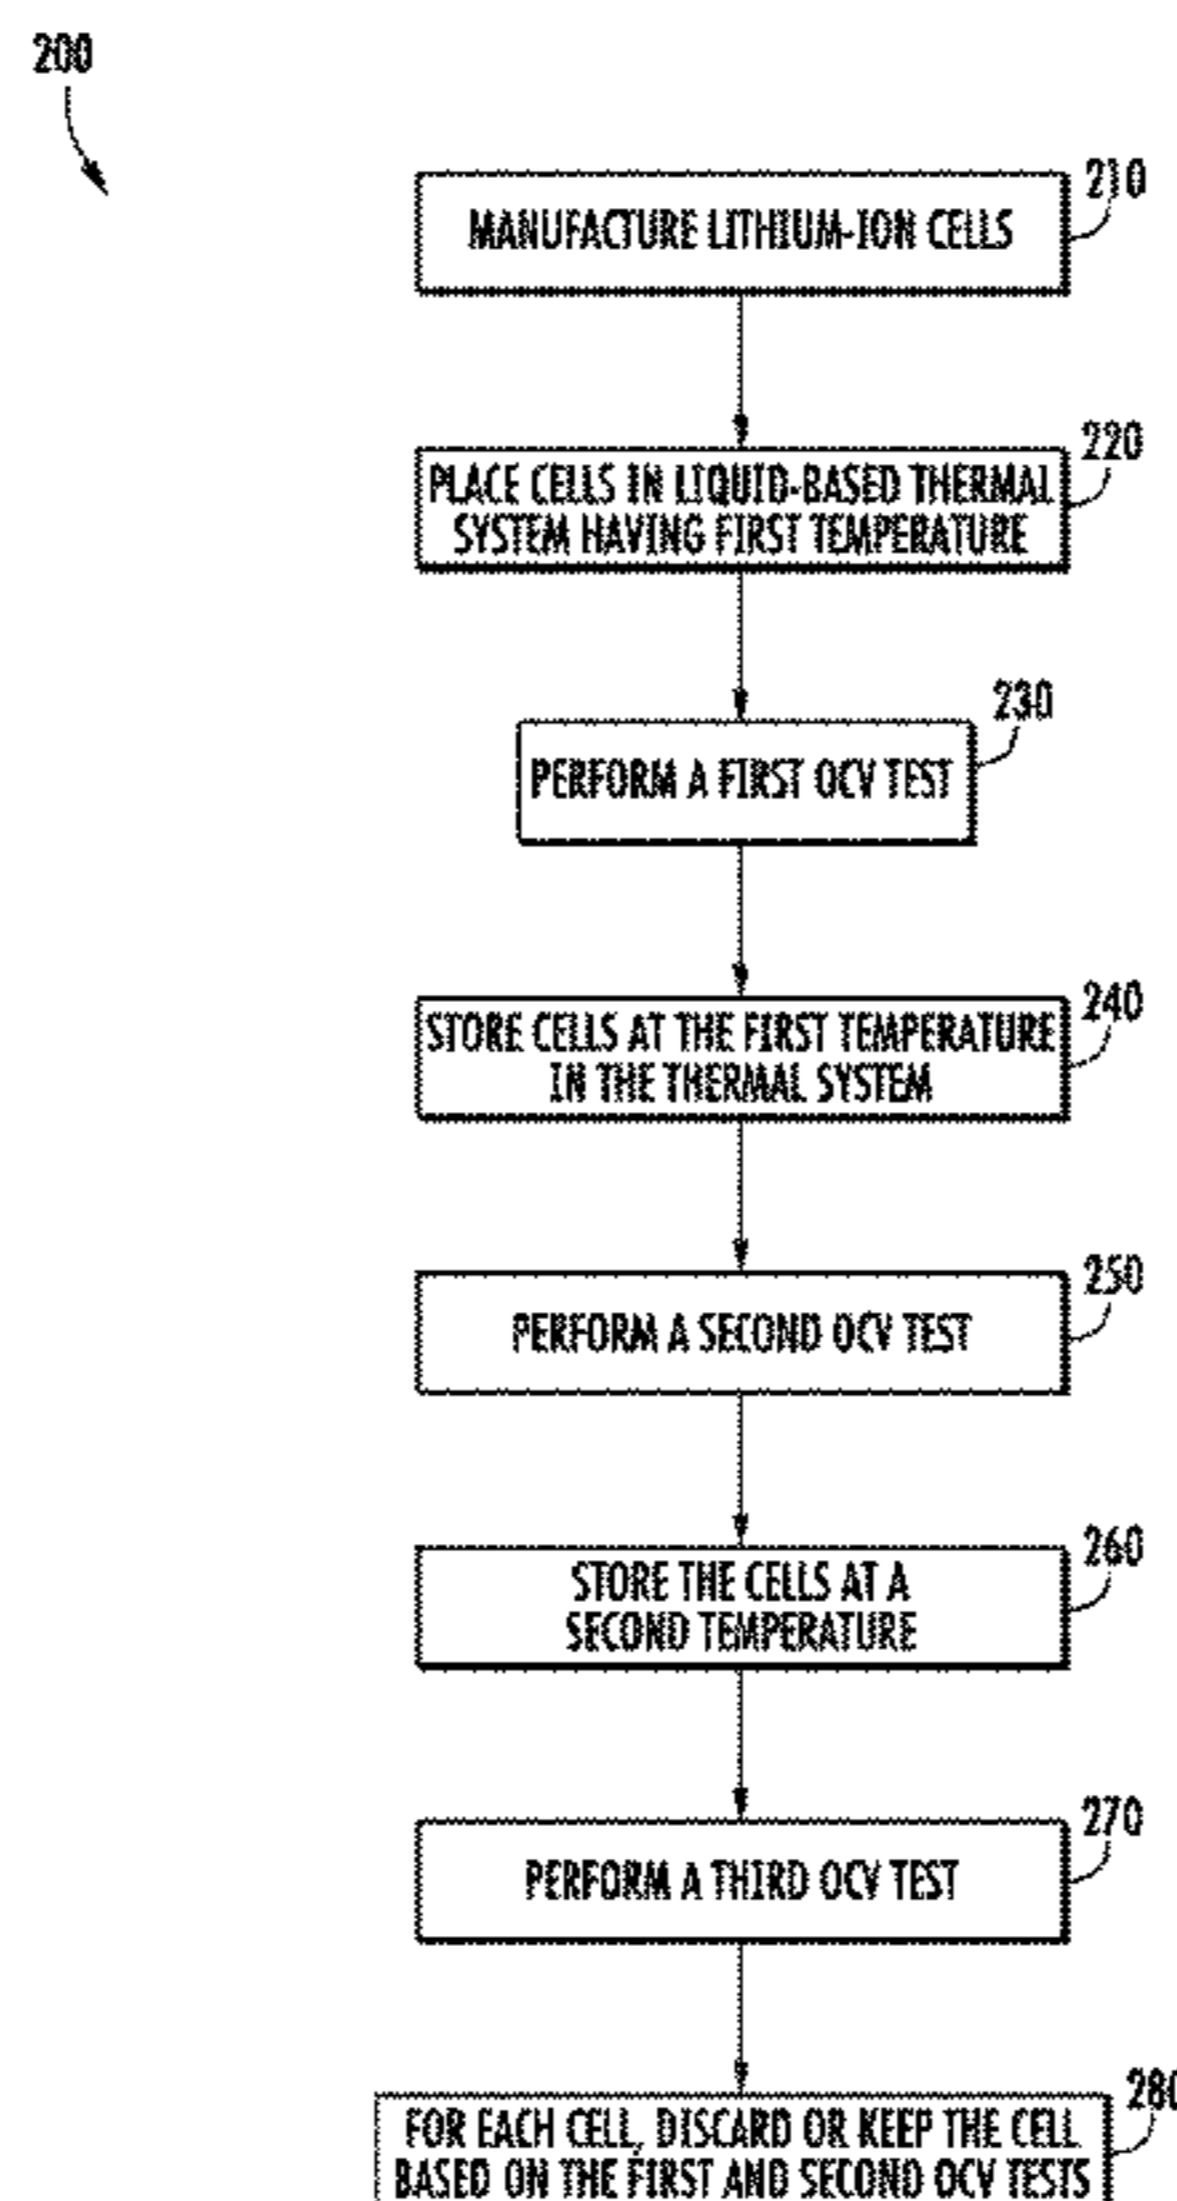 200
210
MANUFACTURE LITHIUM-ION CELLS
220
PLACE CELLS IN LIQUID-BASED THERMAL
SYSTEM HAVING FIRST TEMPERATURE
230
PERFORM A FIRST OCV TEST
240
STORE CELLS AT THE FIRST TEMPERATURE
IN THE THERMAL SYSTEM
250
PERFORM A SECOND OCV TEST
260
STORE THE CELLS AT A
SECOND TEMPERATURE
270
PERFORM A THIRD OCV TEST
280
FOR EACH CELL, DISCARD OR KEEP THE CELL
BASED ON THE FIRST AND SECOND OCV TESTS